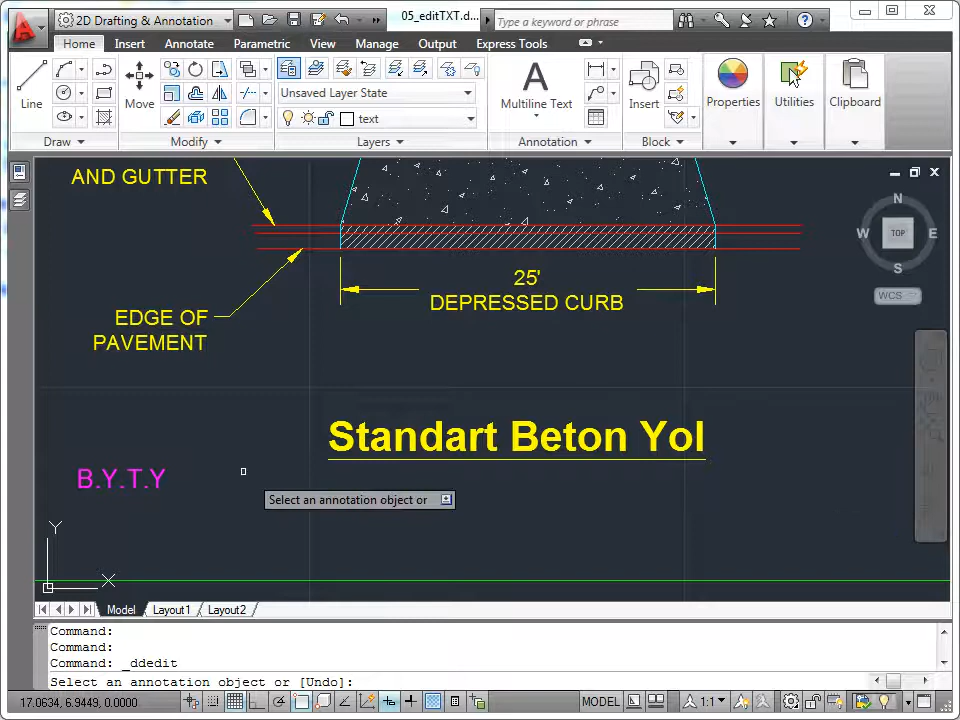 2D Drafting & Annotation
05_editTXT.d...
Type a keyword or phrase
Home
Insert
Annotate
Parametric
View
Manage
Output
Express Tools
Line
Move
Unsaved Layer State
text
Multiline Text
Insert
Properties
Utilities
Clipboard
Draw
Modify
Layers
Annotation
Block
AND GUTTER
N
W
TOP
E
S
WCS
25'
DEPRESSED CURB
EDGE OF
PAVEMENT
Standart Beton Yol
B.Y.T.Y
Select an annotation object or
Y
X
Model
Layout1
Layout2
Command:
Command:
Command: _ddedit
Select an annotation object or [Undo]:
17.0634, 6.9449, 0.0000
MODEL
1:1